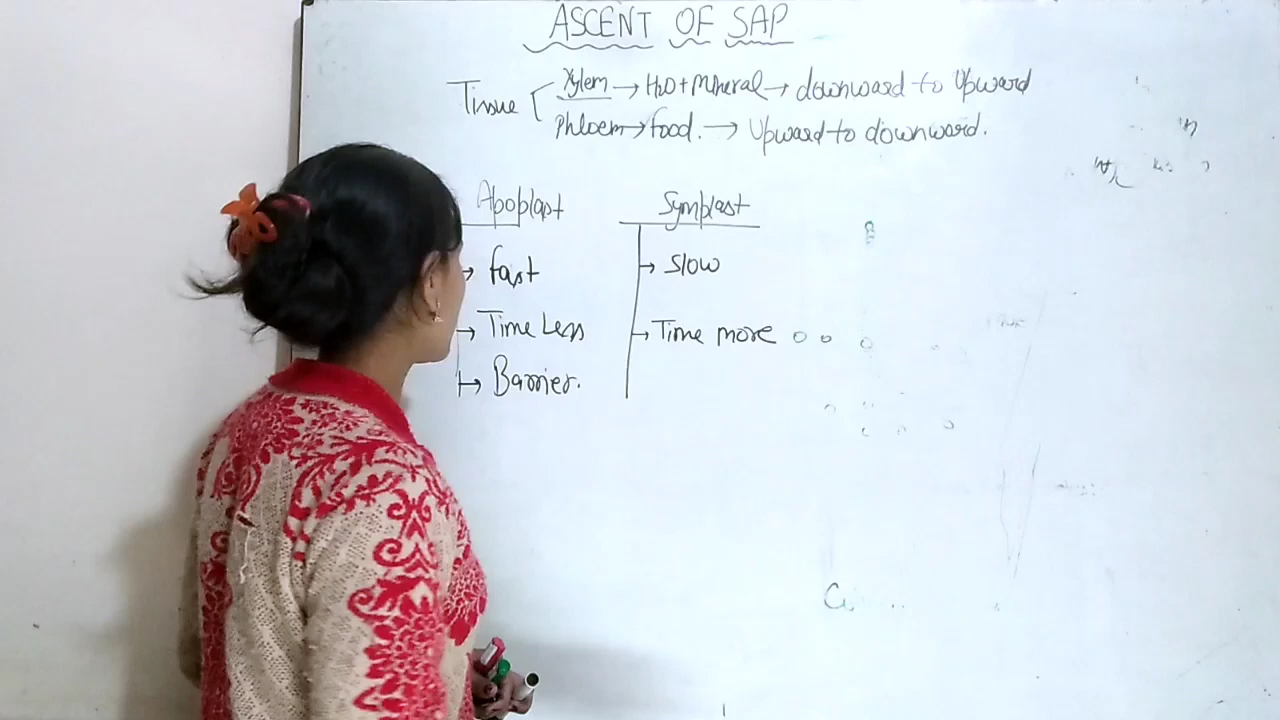 ASCENT OF SAP
Tissue
Xylem → H2O + Mineral → downward to Upward
Phloem → food. → Upward to downward.
Apoplast
→ fast
→ Time Less
→ Barrier.
Symplast
→ Slow
→ Time more